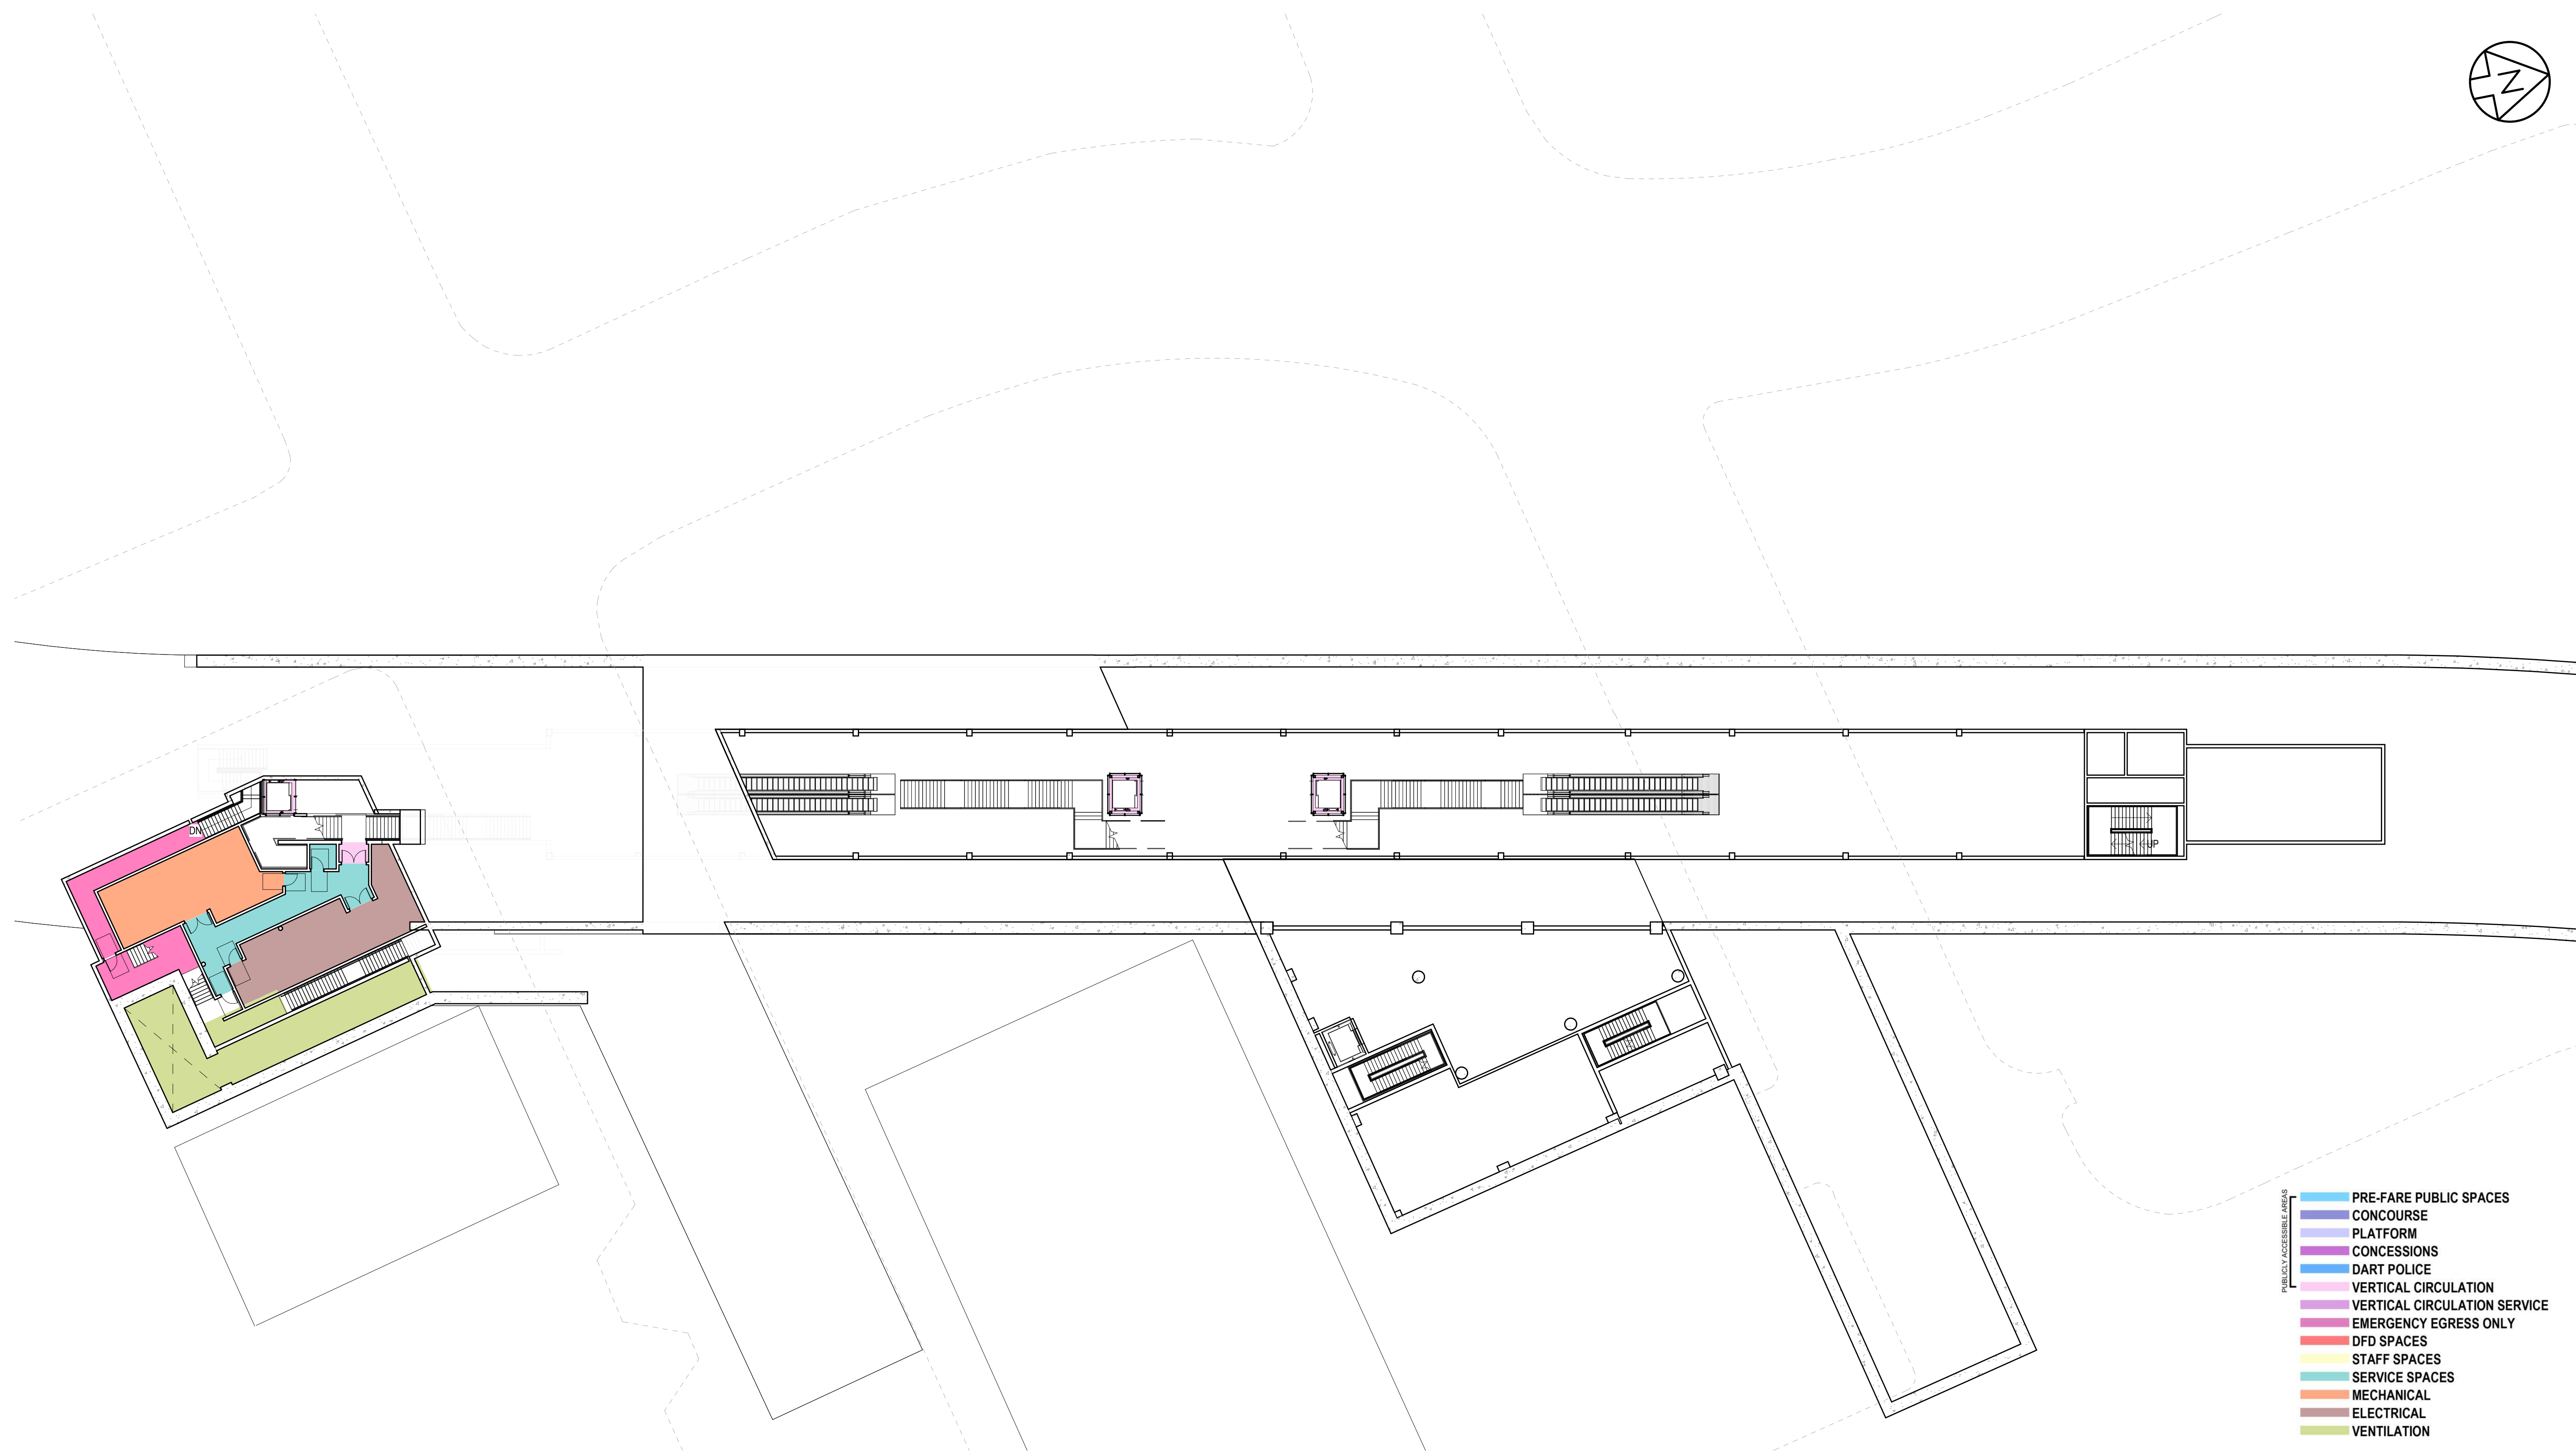 N
DN
UP
PUBLICLY ACCESSIBLE AREAS
PRE-FARE PUBLIC SPACES
CONCOURSE
PLATFORM
CONCESSIONS
DART POLICE
VERTICAL CIRCULATION
VERTICAL CIRCULATION SERVICE
EMERGENCY EGRESS ONLY
DFD SPACES
STAFF SPACES
SERVICE SPACES
MECHANICAL
ELECTRICAL
VENTILATION